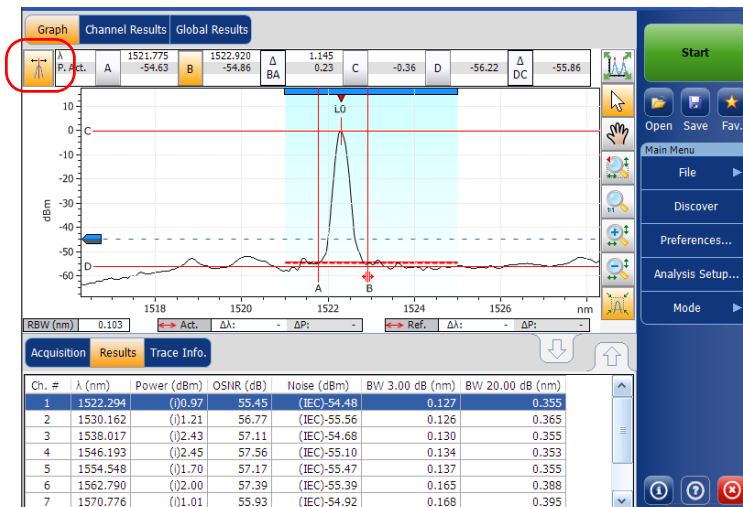 Graph Channel Results Global Results
λ 1521.775 1522.920 Δ 1.145 Δ
P. Act. A -54.63 B -54.86 BA 0.23 C -0.36 D -56.22 DC -55.86
Start
Open Save Fav.
Main Menu
File
Discover
Preferences...
Analysis Setup...
Mode
L0
10
0 C
-10
-20
-30
dBm
-40
-50
D
-60
A B
1518 1520 1522 1524 1526 nm
1:1
RBW (nm) 0.103 Act. Δλ: - ΔP: - Ref. Δλ: - ΔP: -
Acquisition Results Trace Info.
Ch. # λ (nm) Power (dBm) OSNR (dB) Noise (dBm) BW 3.00 dB (nm) BW 20.00 dB (nm)
1 1522.294 (i)0.97 55.45 (IEC)-54.48 0.127 0.355
2 1530.162 (i)1.21 56.77 (IEC)-55.56 0.126 0.365
3 1538.017 (i)2.43 57.11 (IEC)-54.68 0.130 0.355
4 1546.193 (i)2.45 57.56 (IEC)-55.10 0.134 0.353
5 1554.548 (i)1.70 57.17 (IEC)-55.47 0.137 0.355
6 1562.790 (i)2.00 57.39 (IEC)-55.39 0.165 0.388
7 1570.776 (i)1.01 55.93 (IEC)-54.92 0.168 0.395